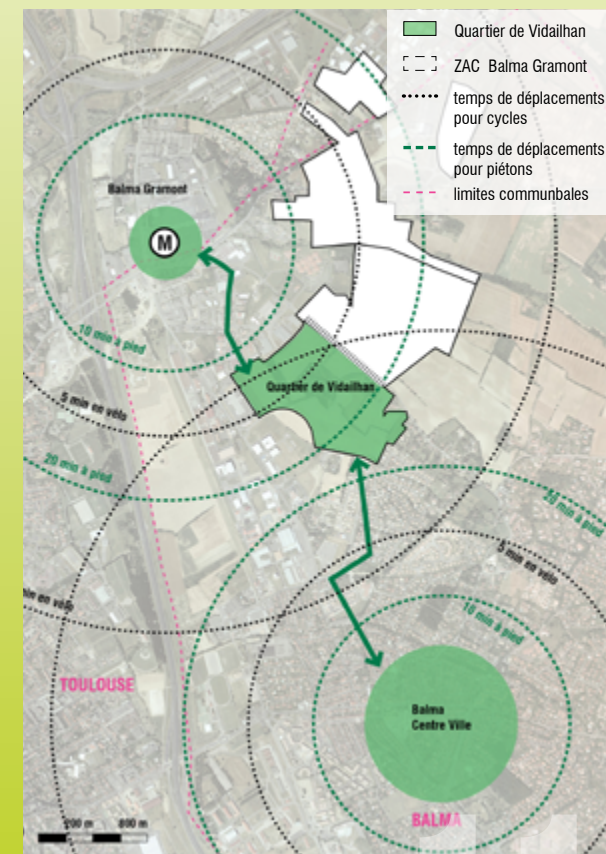 Quartier de Vidailhan
ZAC Balma Gramont
temps de déplacements
pour cycles
temps de déplacements
pour piétons
limites communbales
Balma Gramont
M
10 min à pied
5 min en vélo
20 min à pied
Quartier de Vidailhan
20 min à pied
5 min en vélo
10 min à pied
min en vélo
TOULOUSE
Balma
Centre Ville
BALMA
800 m